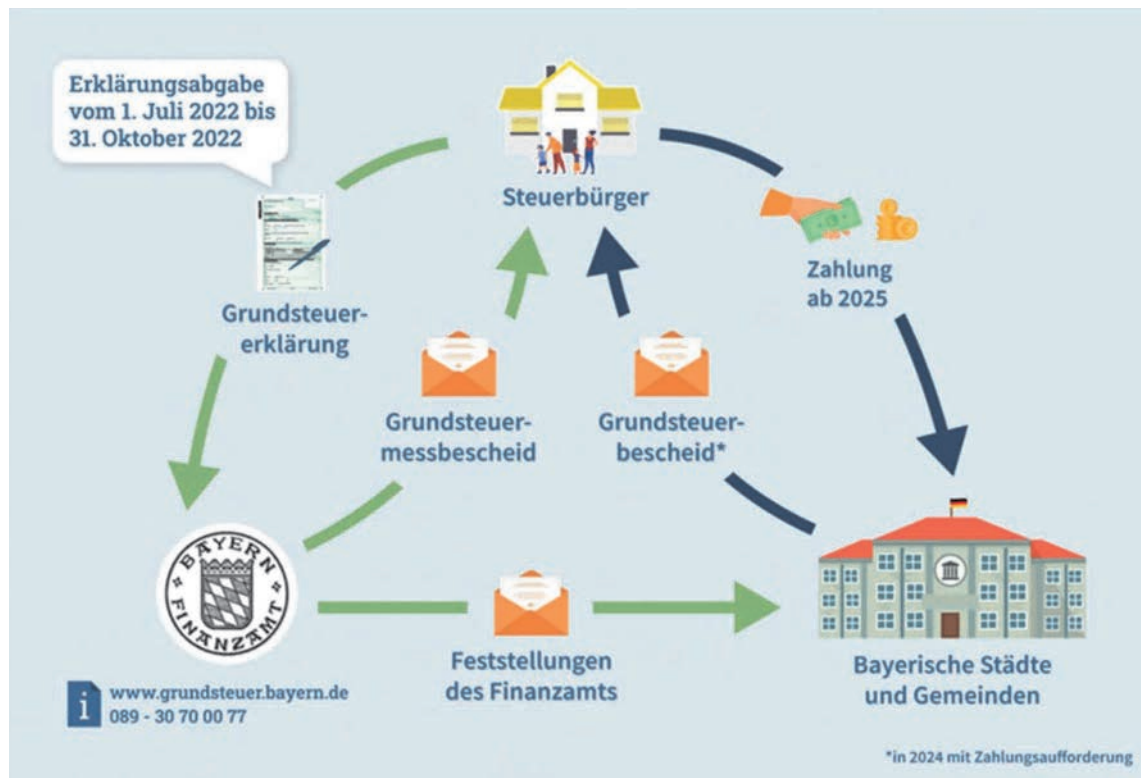 Erklärungsabgabe
vom 1. Juli 2022 bis
31. Oktober 2022
Steuerbürger
Grundsteuer-
erklärung
Zahlung
ab 2025
Grundsteuer-
messbescheid
Grundsteuer-
bescheid*
BAYERN
FINANZAMT
Feststellungen
des Finanzamts
Bayerische Städte
und Gemeinden
i
www.grundsteuer.bayern.de
089 - 30 70 00 77
*in 2024 mit Zahlungsaufforderung